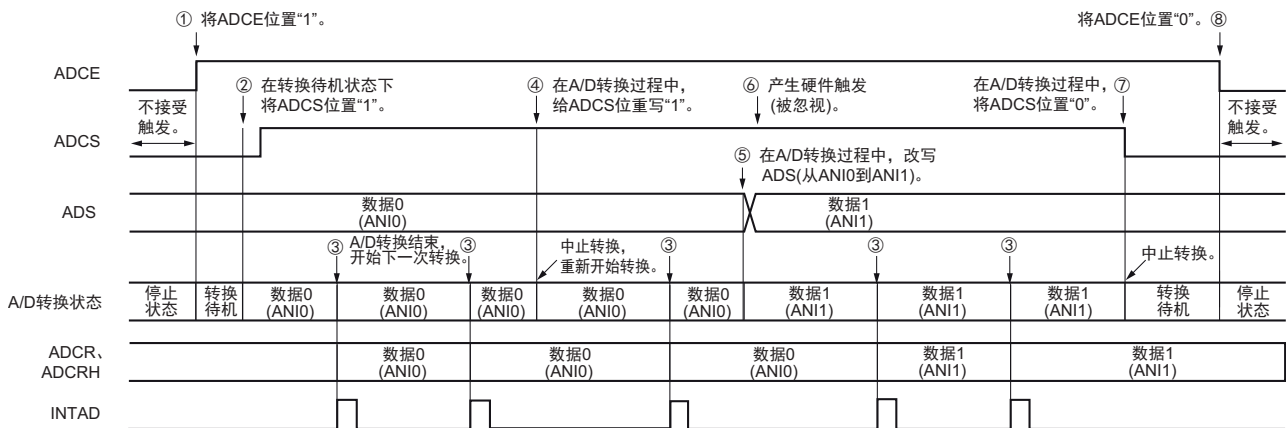 ① 将ADCE位置“1”。
将ADCE位置“0”。⑧
ADCE
② 在转换待机状态下
将ADCS位置“1”。
④ 在A/D转换过程中，
给ADCS位重写“1”。
⑥ 产生硬件触发
(被忽视)。
在A/D转换过程中，⑦
将ADCS位置“0”。
不接受
触发。
不接受
触发。
ADCS
⑤ 在A/D转换过程中，改写
ADS(从ANI0到ANI1)。
ADS
数据0
(ANI0)
数据1
(ANI1)
③ A/D转换结束，
开始下一次转换。
③
中止转换，
重新开始转换。
③
③
③
中止转换。
A/D转换状态
停止
状态
转换
待机
数据0
(ANI0)
数据0
(ANI0)
数据0
(ANI0)
数据0
(ANI0)
数据0
(ANI0)
数据1
(ANI1)
数据1
(ANI1)
数据1
(ANI1)
转换
待机
停止
状态
ADCR、
ADCRH
数据0
(ANI0)
数据0
(ANI0)
数据0
(ANI0)
数据1
(ANI1)
数据1
(ANI1)
INTAD